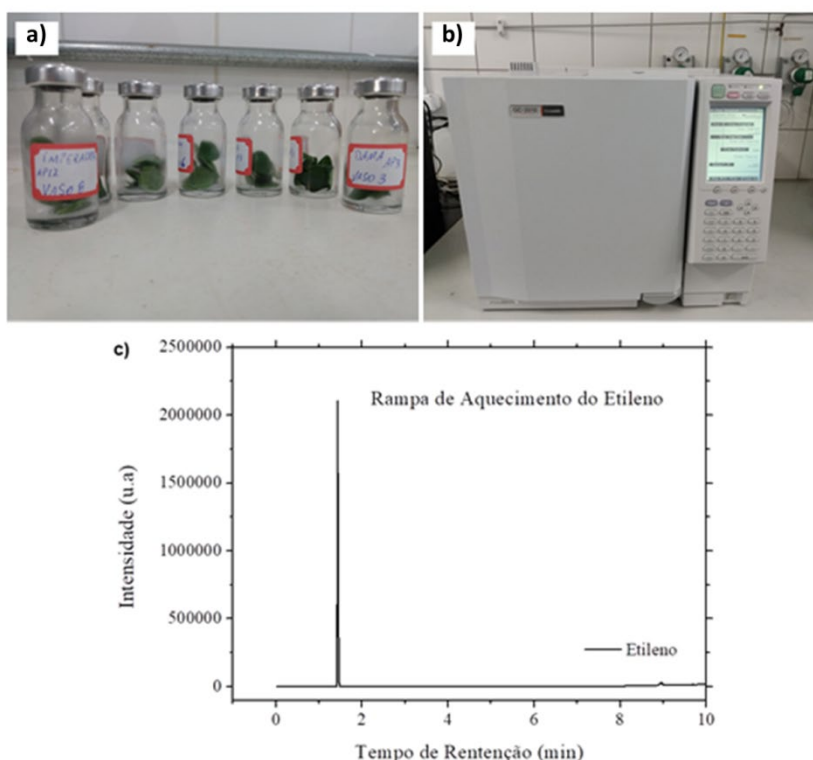 a)
b)
VASO 6
VASO 3
c)
2500000
2000000
1500000
1000000
500000
0
Intensidade (u.a)
Rampa de Aquecimento do Etileno
Etileno
0
2
4
6
8
10
Tempo de Rentenção (min)